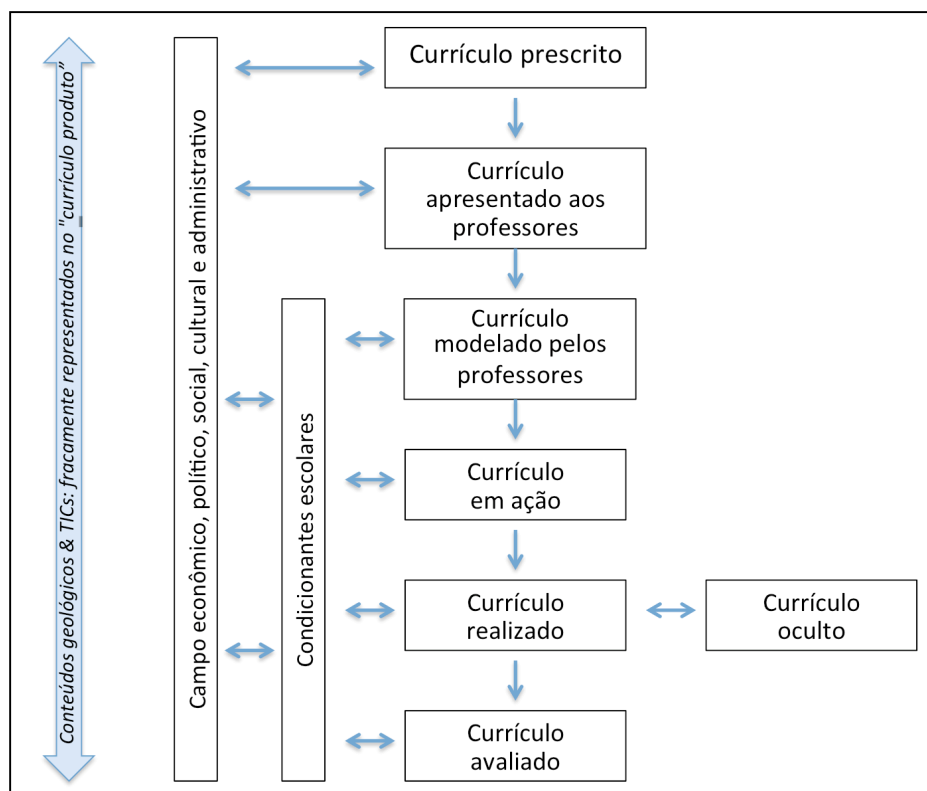 Conteúdos geológicos & TICs: fracamente representados no "currículo produto”
Campo econômico, político, social, cultural e administrativo
Condicionantes escolares
Currículo prescrito
Currículo
apresentado aos
professores
Currículo
modelado pelos
professores
Currículo
em ação
Currículo
realizado
Currículo
oculto
Currículo
avaliado